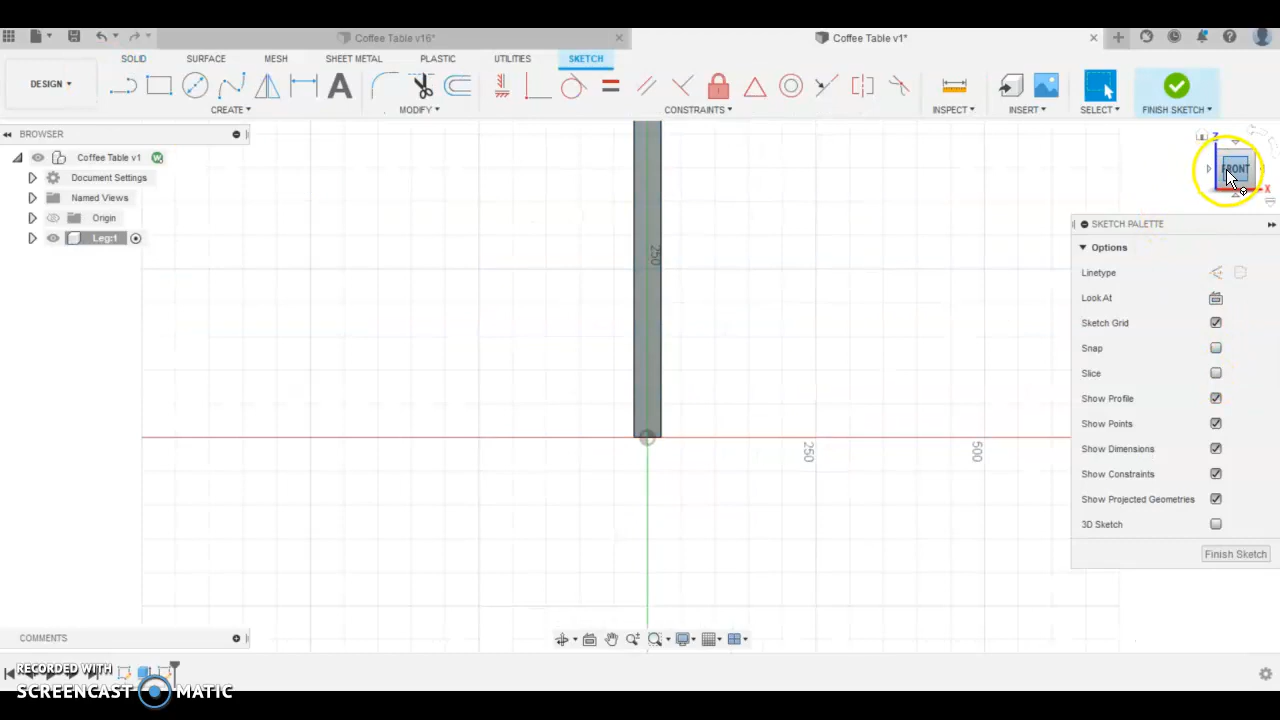 Coffee Table v16*
Coffee Table v1*
DESIGN
SOLID
SURFACE
MESH
SHEET METAL
PLASTIC
UTILITIES
SKETCH
CREATE
MODIFY
CONSTRAINTS
INSPECT
INSERT
SELECT
FINISH SKETCH
BROWSER
Coffee Table v1
Document Settings
Named Views
Origin
Leg:1
Z
FRONT
X
SKETCH PALETTE
Options
Linetype
Look At
Sketch Grid
Snap
Slice
Show Profile
Show Points
Show Dimensions
Show Constraints
Show Projected Geometries
3D Sketch
Finish Sketch
250
250
500
COMMENTS
RECORDED WITH
SCREENCAST MATIC